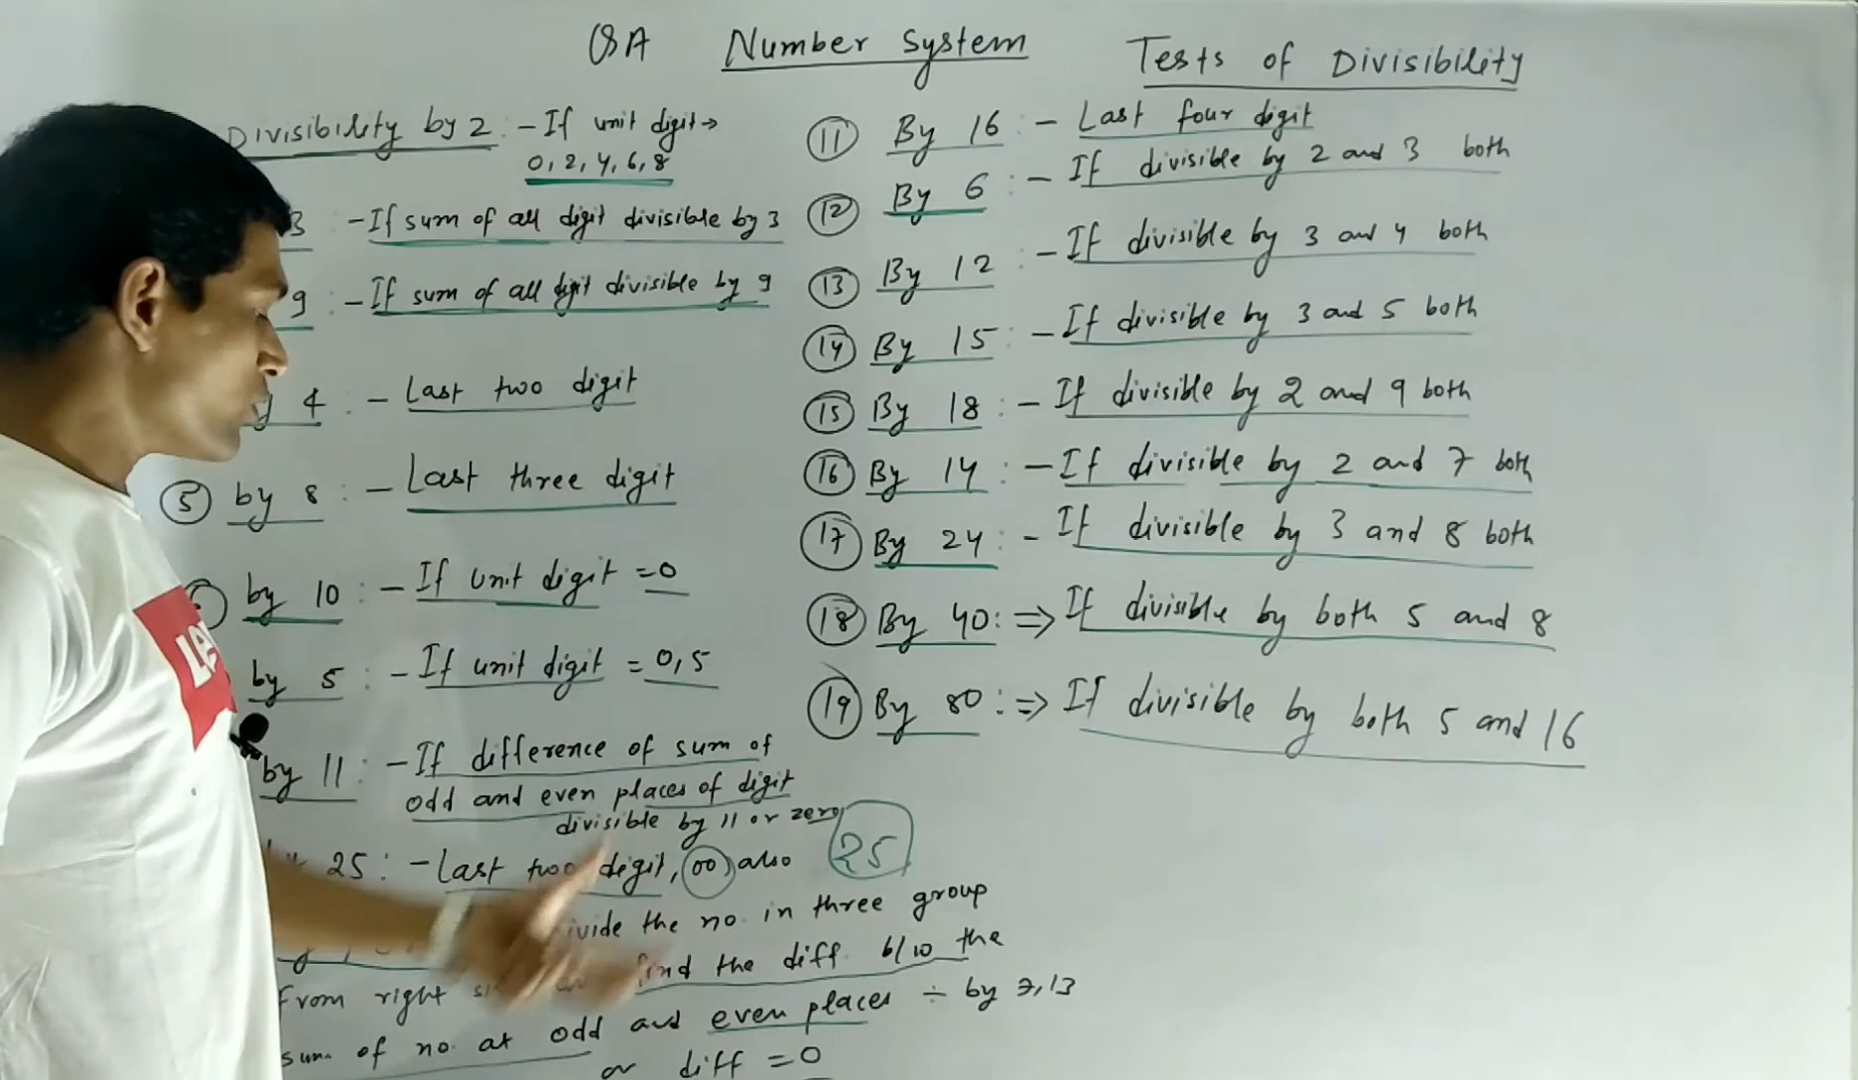 QA Number System
Tests of Divisibility
Divisibility by 2 :- If unit digit→
0, 2, 4, 6, 8
3 - If sum of all digit divisible by 3
9 :- If sum of all digit divisible by 9
4 :- Last two digit
⑤ by 8 :- Last three digit
by 10 :- If unit digit = 0
by 5 :- If unit digit = 0, 5
by 11 :- If difference of sum of
odd and even places of digit
divisible by 11 or zero
25 :- Last two digit, 00 also
25
the no. in three group
find the diff. b/w the
From right
sum of no. at odd and even places ÷ by 7, 13
or diff = 0
⑪ By 16 :- Last four digit
⑫ By 6 :- If divisible by 2 and 3 both
⑬ By 12 :- If divisible by 3 and 4 both
⑭ By 15 :- If divisible by 3 and 5 both
⑮ By 18 :- If divisible by 2 and 9 both
⑯ By 14 :- If divisible by 2 and 7 both
⑰ By 24 :- If divisible by 3 and 8 both
⑱ By 40 :⇒ If divisible by both 5 and 8
⑲ By 80 :⇒ If divisible by both 5 and 16